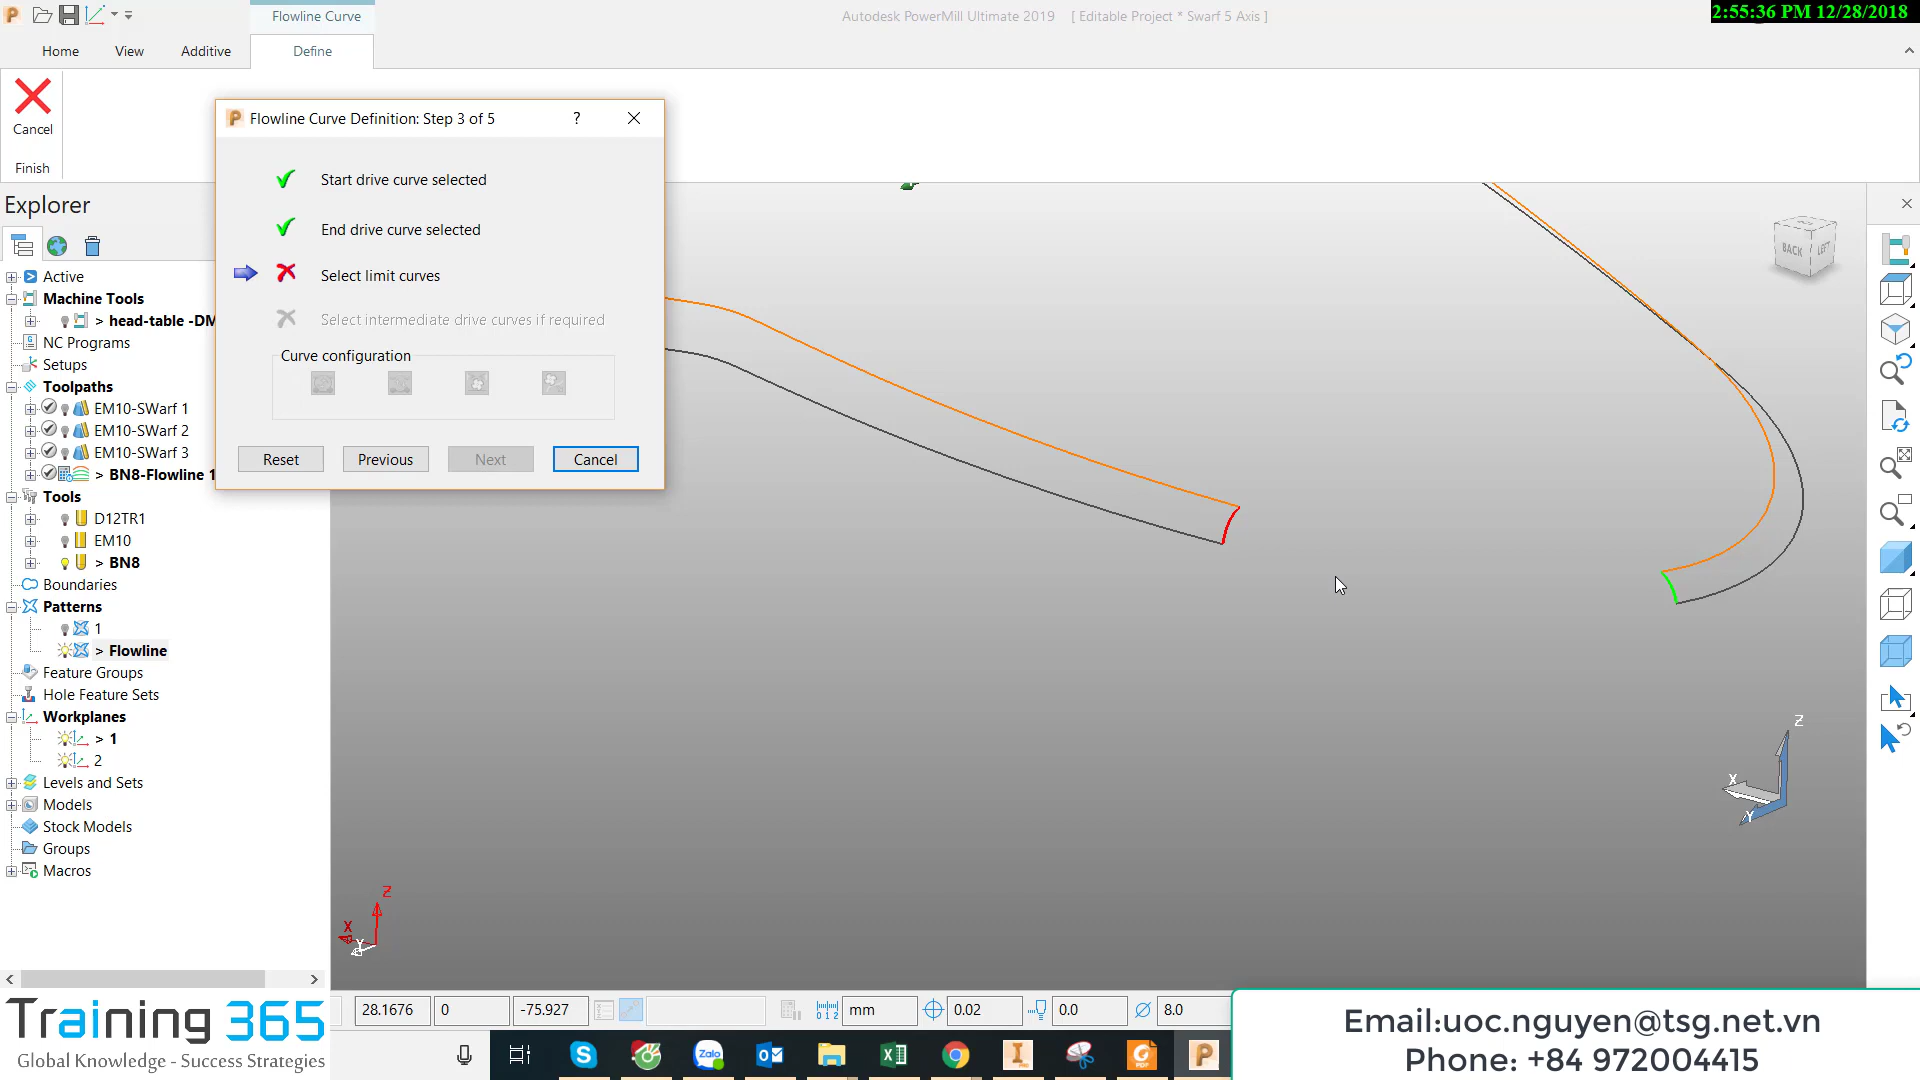 Flowline Curve
Autodesk PowerMill Ultimate 2019 [ Editable Project * Swarf 5 Axis ]
2:55:36 PM 12/28/2018
Home
View
Additive
Define
Cancel
Finish
Flowline Curve Definition: Step 3 of 5
?
Start drive curve selected
End drive curve selected
Select limit curves
Select intermediate drive curves if required
Curve configuration
Reset
Previous
Next
Cancel
Explorer
Active
Machine Tools
> head-table -DM
NC Programs
Setups
Toolpaths
EM10-SWarf 1
EM10-SWarf 2
EM10-SWarf 3
> BN8-Flowline 1
Tools
D12TR1
EM10
> BN8
Boundaries
Patterns
1
> Flowline
Feature Groups
Hole Feature Sets
Workplanes
> 1
2
Levels and Sets
Models
Stock Models
Groups
Macros
BACK
LEFT
Z
X
Y
Z
X
Y
28.1676
0
-75.927
mm
0.02
0.0
8.0
Training 365
Global Knowledge - Success Strategies
Zalo
Email:uoc.nguyen@tsg.net.vn
Phone: +84 972004415